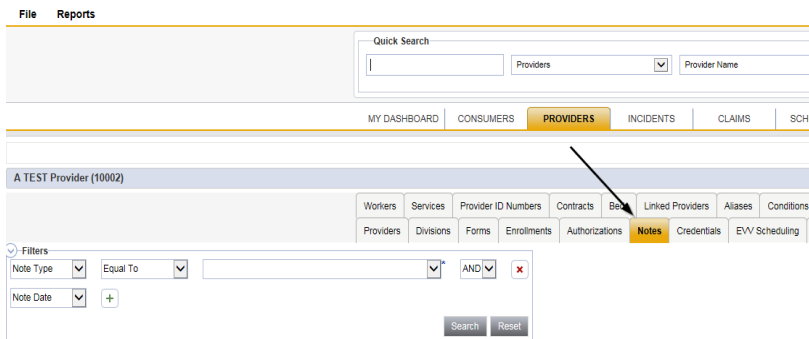 File Reports
Quick Search
Providers Provider Name
MY DASHBOARD CONSUMERS PROVIDERS INCIDENTS CLAIMS SCH
A TEST Provider (10002)
Workers Services Provider ID Numbers Contracts Linked Providers Aliases Conditions
Providers Divisions Forms Enrollments Authorizations Notes Credentials EVV Scheduling
Filters
Note Type Equal To * AND
Note Date
Search Reset